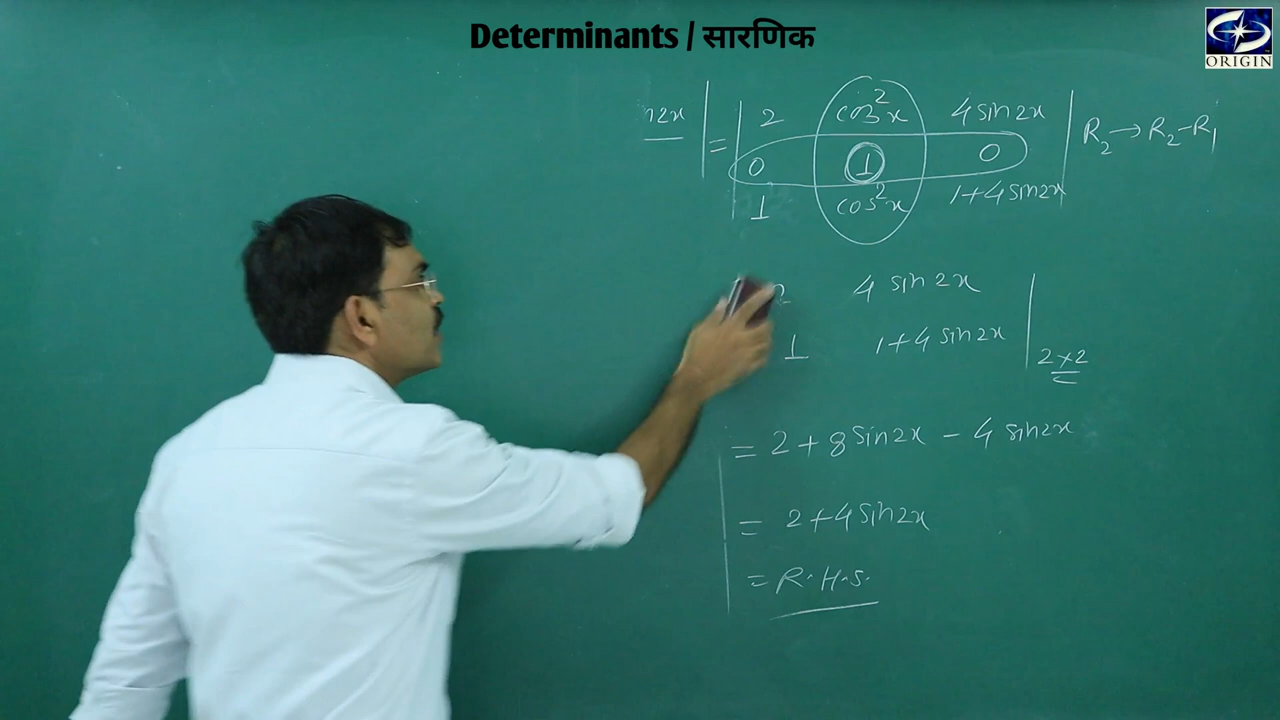 Determinants / सारणिक
ORIGIN
2x | = | 2 cos²x 4 sin2x | R₂ → R₂-R₁
0 1 0
1 cos²x 1+4 sin2x
2 4 sin 2x
1 1+4 sin2x | 2×2
= 2 + 8 sin2x - 4 sin2x
= 2+4 sin2x
= R.H.S.